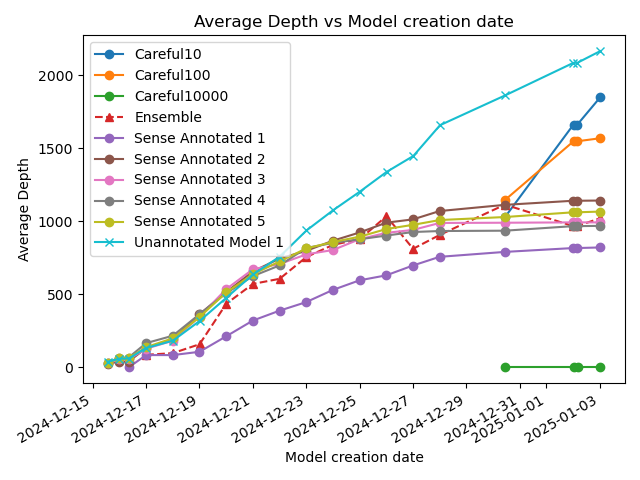 Average Depth vs Model creation date
Careful10
Careful100
Careful10000
Ensemble
Sense Annotated 1
Sense Annotated 2
Sense Annotated 3
Sense Annotated 4
Sense Annotated 5
Unannotated Model 1
Average Depth
2000
1500
1000
500
0
2024-12-15
2024-12-17
2024-12-19
2024-12-21
2024-12-23
2024-12-25
2024-12-27
2024-12-29
2024-12-31
2025-01-01
2025-01-03
Model creation date